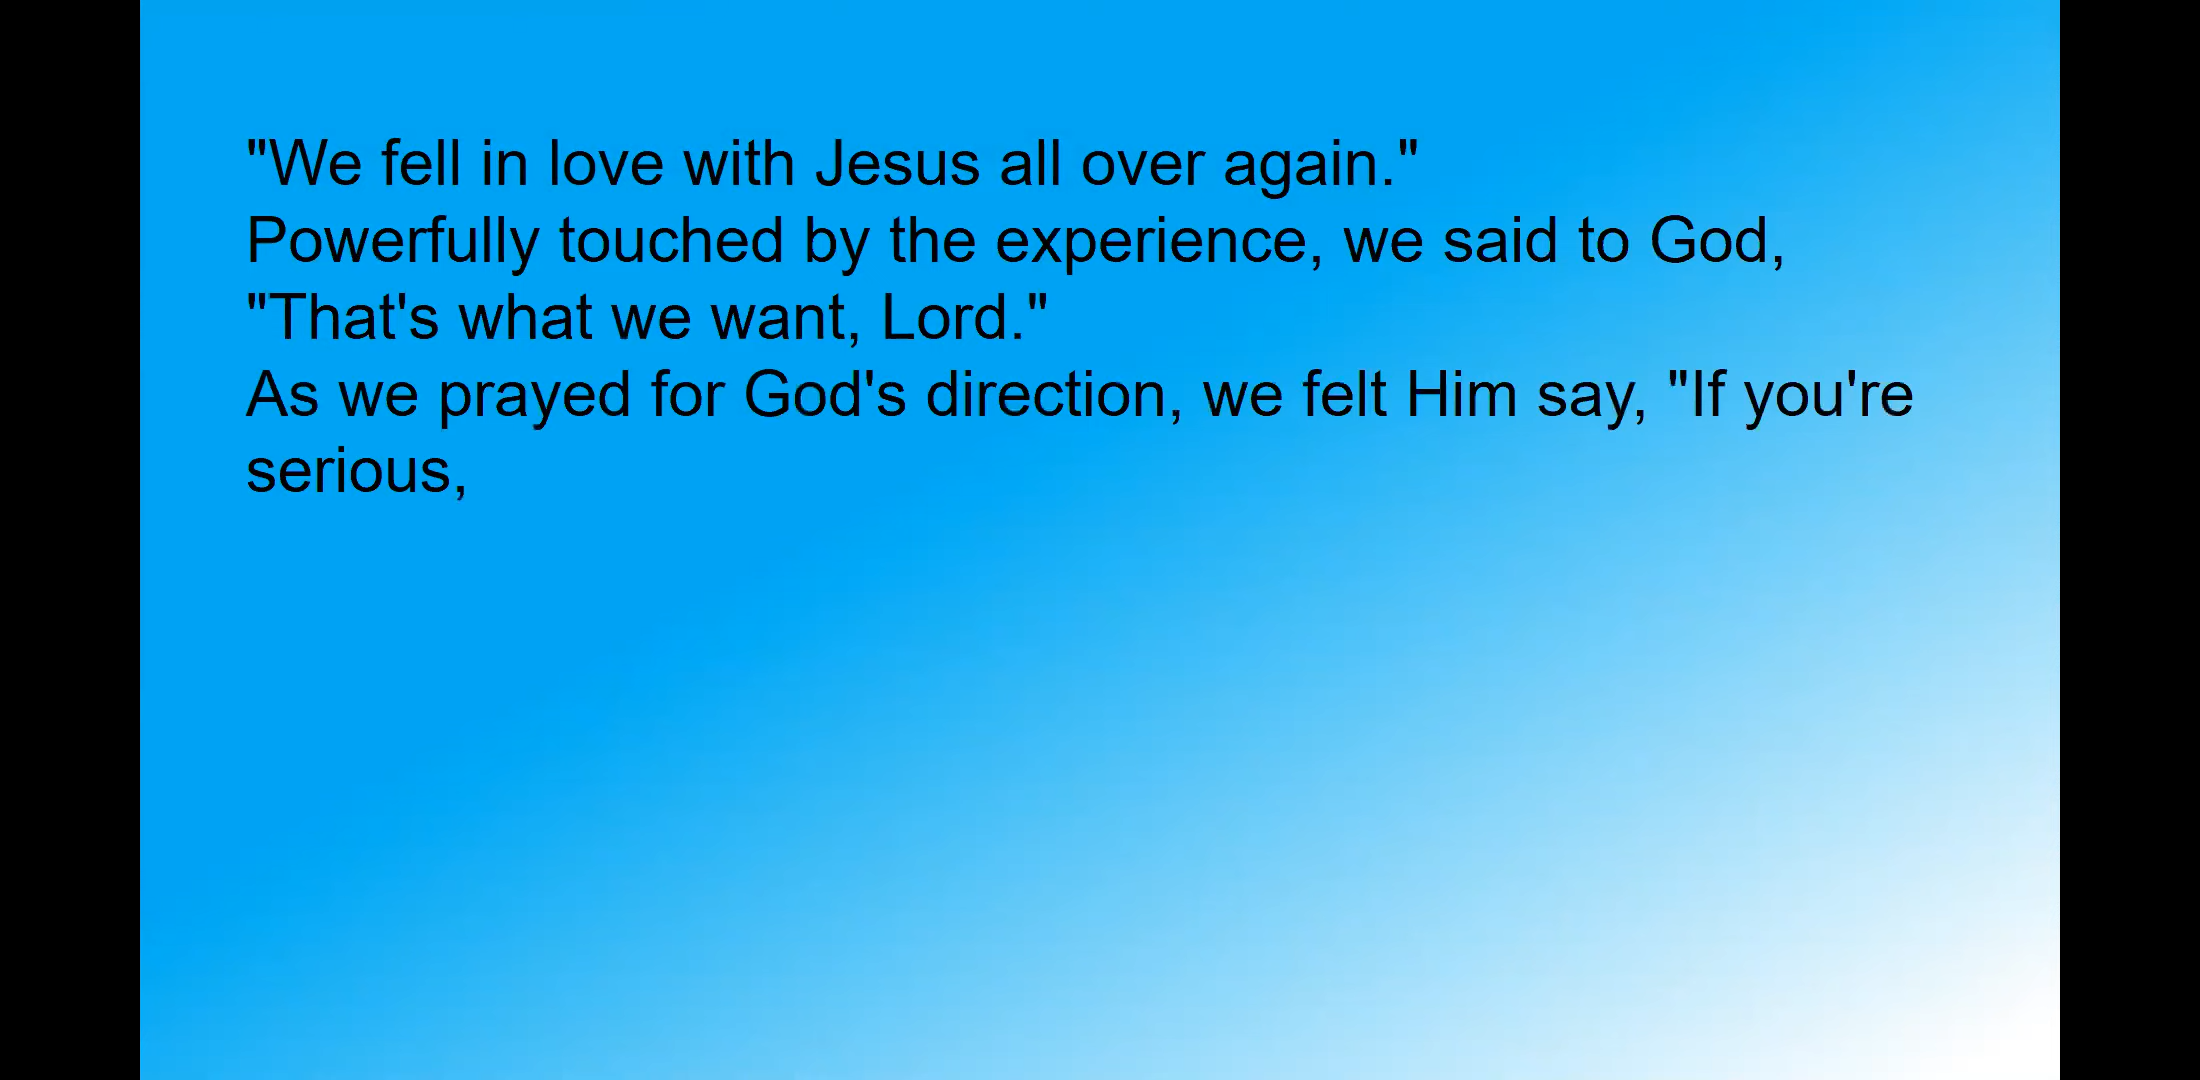 "We fell in love with Jesus all over again."
Powerfully touched by the experience, we said to God,
"That's what we want, Lord."
As we prayed for God's direction, we felt Him say, "If you're
serious,